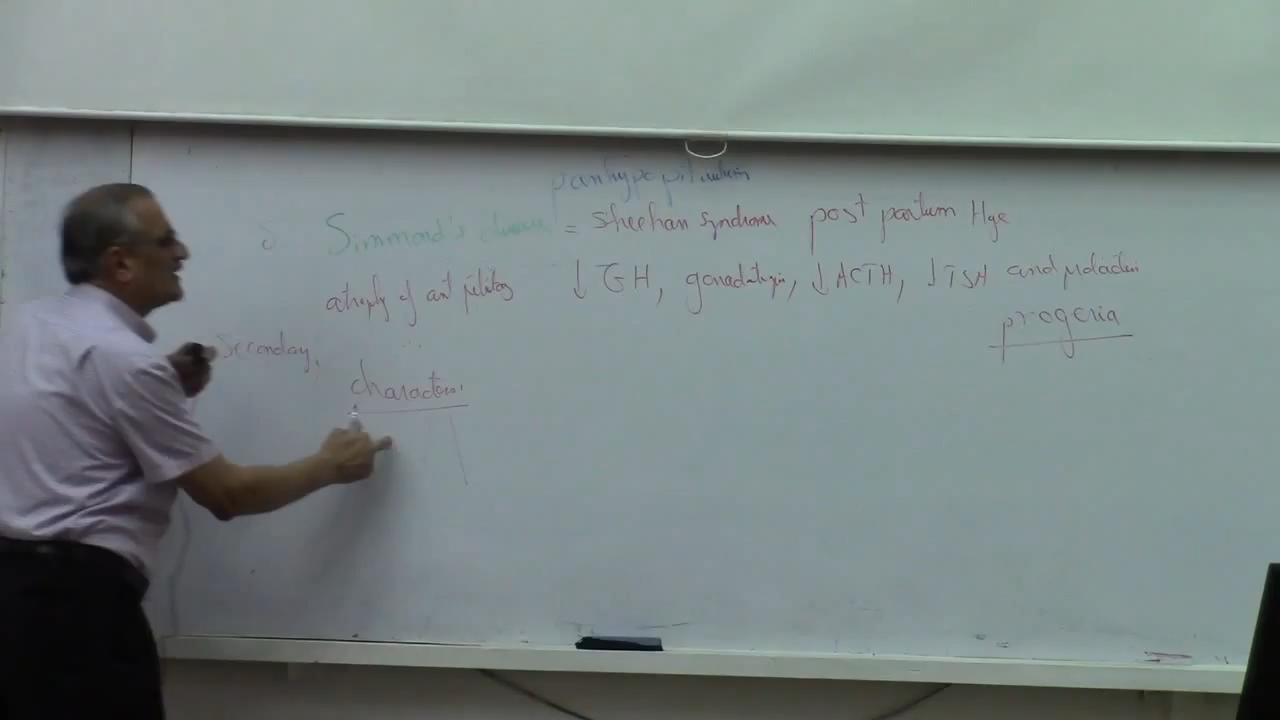 panhypopituitarism
Simmond's disease = sheehan syndrome post partum Hge
atrophy of ant pituitary ↓ GH, gonadotropin, ↓ ACTH, ↓ TSH and prolactin
progeria
Secondary,
characters.